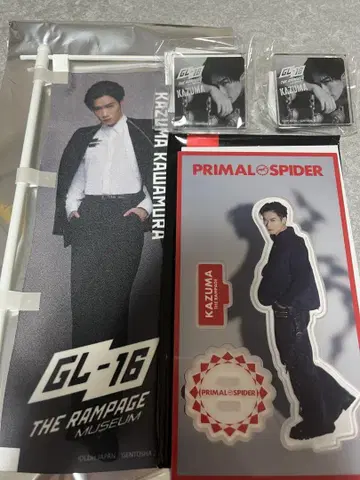 GL-16
KAZUMA
GL-16
KAZUMA
KAZUMA KAWAMURA
PRIMAL SPIDER
KAZUMA
THE RAMPAGE
PRIMAL SPIDER
GL-16
THE RAMPAGE
MUSEUM